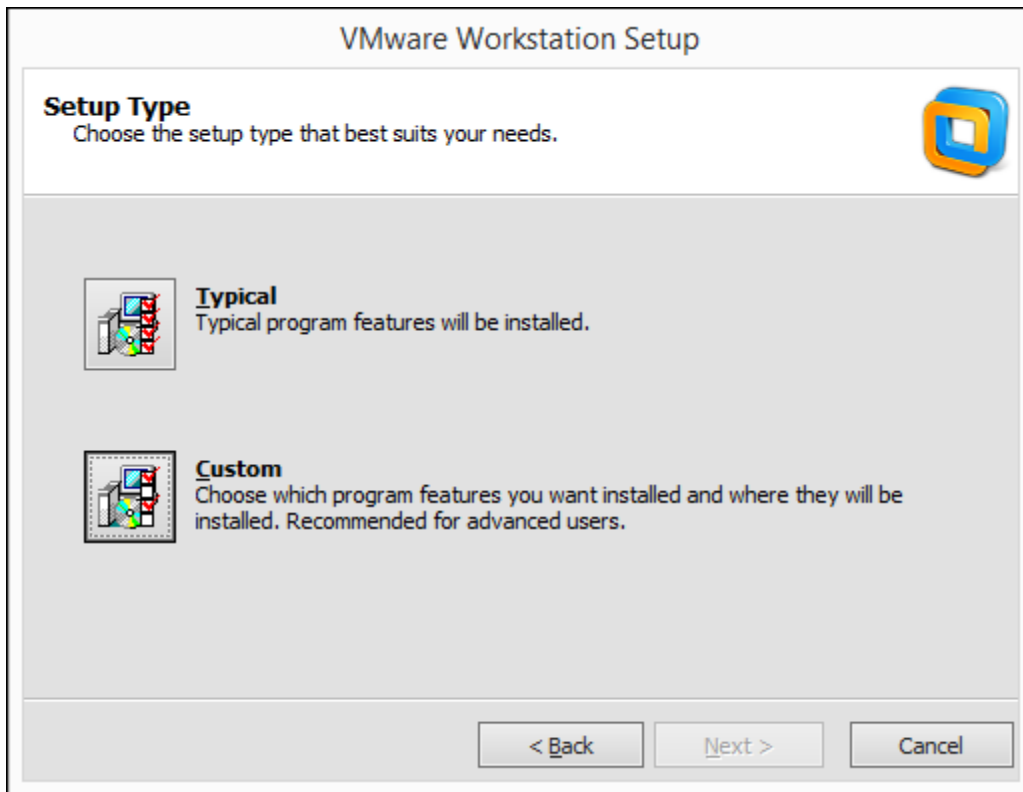 VMware Workstation Setup
Setup Type
Choose the setup type that best suits your needs.
Typical
Typical program features will be installed.
Custom
Choose which program features you want installed and where they will be
installed. Recommended for advanced users.
< Back
Next >
Cancel